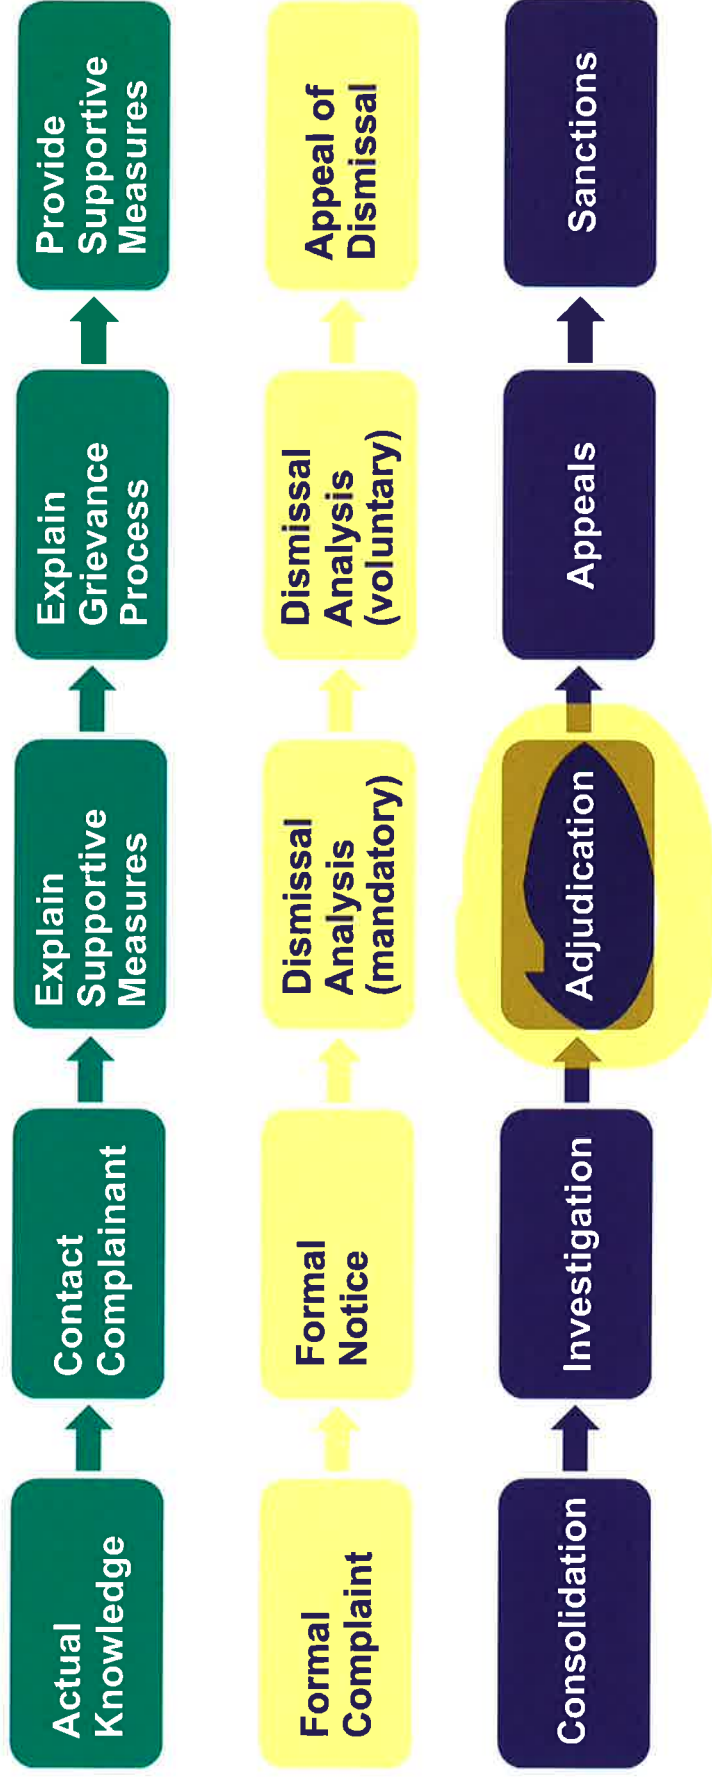 Actual
Knowledge
Contact
Complainant
Explain
Supportive
Measures
Explain
Grievance
Process
Provide
Supportive
Measures
Formal
Complaint
Formal
Notice
Dismissal
Analysis
(mandatory)
Dismissal
Analysis
(voluntary)
Appeal of
Dismissal
Consolidation
Investigation
Adjudication
Appeals
Sanctions